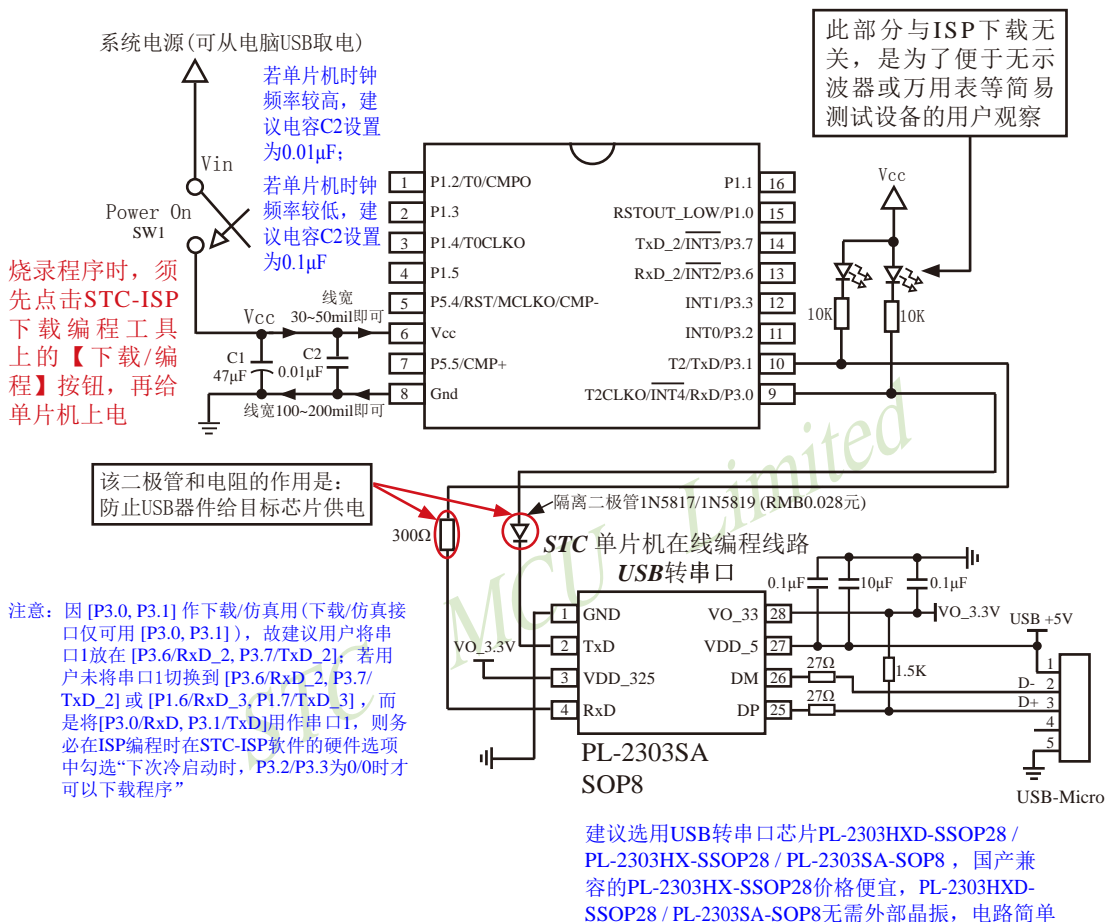 系统电源(可从电脑USB取电)
此部分与ISP下载无
关，是为了便于无示
波器或万用表等简易
测试设备的用户观察
若单片机时钟
频率较高，建
议电容C2设置
为0.01μF；
若单片机时钟
频率较低，建
议电容C2设置
为0.1μF
Vin
Power On
SW1
烧录程序时，须
先点击STC-ISP
下载编程工具
上的【下载/编
程】按钮，再给
单片机上电
Vcc
线宽
30~50mil即可
C1
47μF
C2
0.01μF
线宽100~200mil即可
1 P1.2/T0/CMPO
2 P1.3
3 P1.4/T0CLKO
4 P1.5
5 P5.4/RST/MCLKO/CMP-
6 Vcc
7 P5.5/CMP+
8 Gnd
P1.1 16
RSTOUT_LOW/P1.0 15
TxD_2/INT3/P3.7 14
RxD_2/INT2/P3.6 13
INT1/P3.3 12
INT0/P3.2 11
T2/TxD/P3.1 10
T2CLKO/INT4/RxD/P3.0 9
Vcc
10K
10K
该二极管和电阻的作用是:
防止USB器件给目标芯片供电
300Ω
隔离二极管1N5817/1N5819 (RMB0.028元)
STC 单片机在线编程线路
USB转串口
0.1μF
10μF
0.1μF
1 GND
2 TxD
3 VDD_325
4 RxD
VO_33 28
VDD_5 27
DM 26
DP 25
VO_3.3V
VO_3.3V
USB +5V
27Ω
27Ω
1.5K
1
D- 2
D+ 3
4
5
USB-Micro
PL-2303SA
SOP8
注意：因 [P3.0, P3.1] 作下载/仿真用(下载/仿真接
口仅可用 [P3.0, P3.1] )，故建议用户将串
口1放在 [P3.6/RxD_2, P3.7/TxD_2]；若用
户未将串口1切换到 [P3.6/RxD_2, P3.7/
TxD_2] 或 [P1.6/RxD_3, P1.7/TxD_3] ，而
是将[P3.0/RxD, P3.1/TxD]用作串口1，则务
必在ISP编程时在STC-ISP软件的硬件选项
中勾选“下次冷启动时，P3.2/P3.3为0/0时才
可以下载程序”
建议选用USB转串口芯片PL-2303HXD-SSOP28 /
PL-2303HX-SSOP28 / PL-2303SA-SOP8 ，国产兼
容的PL-2303HX-SSOP28价格便宜，PL-2303HXD-
SSOP28 / PL-2303SA-SOP8无需外部晶振，电路简单
STC MCU Limited